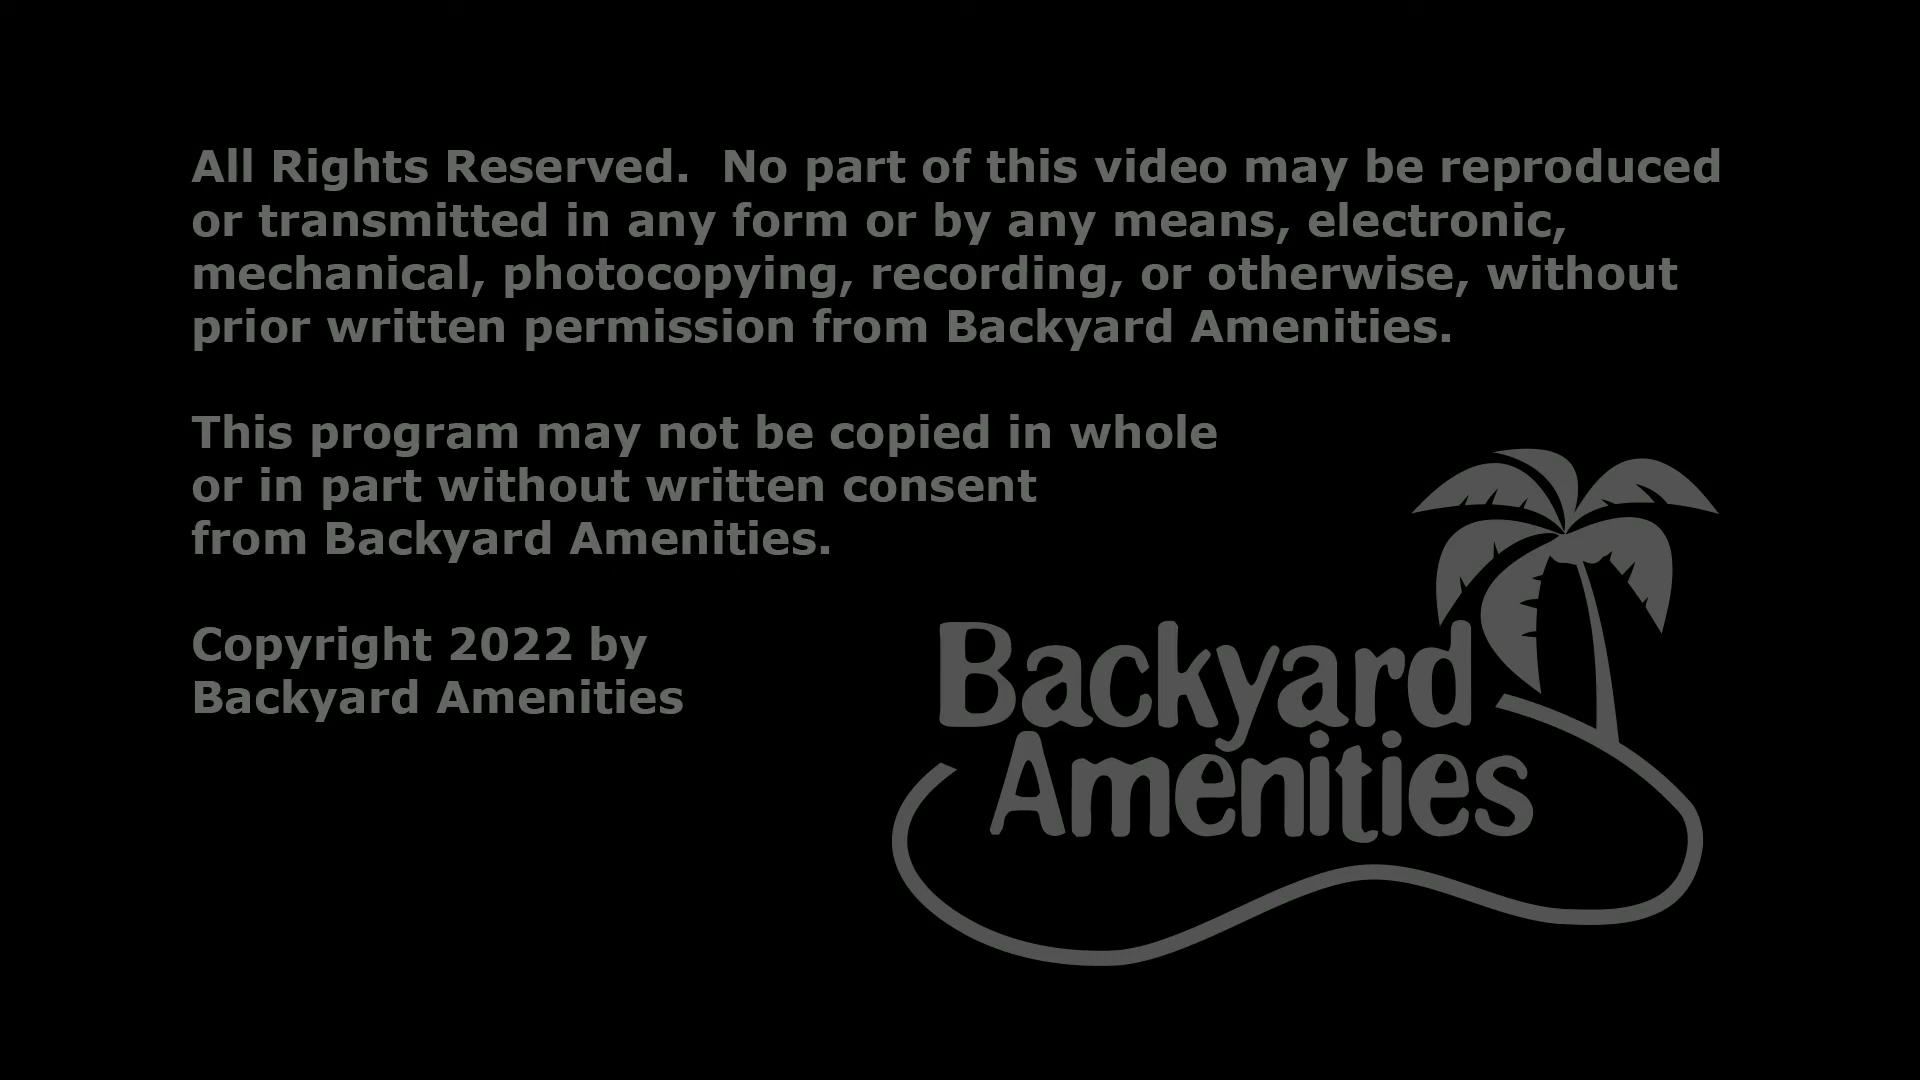 All Rights Reserved.  No part of this video may be reproduced
or transmitted in any form or by any means, electronic,
mechanical, photocopying, recording, or otherwise, without
prior written permission from Backyard Amenities.
This program may not be copied in whole
or in part without written consent
from Backyard Amenities.
Copyright 2022 by
Backyard Amenities
Backyard
Amenities